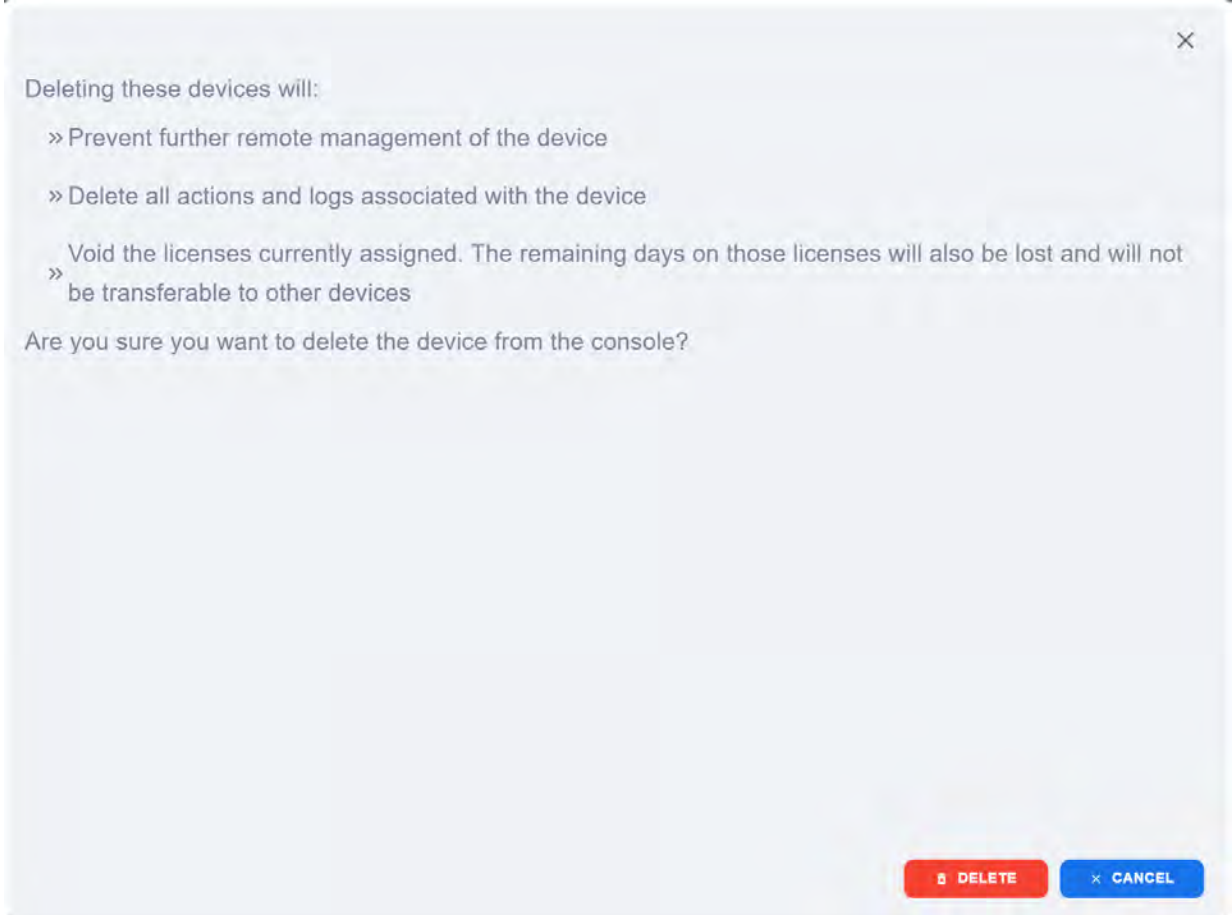 Deleting these devices will:
» Prevent further remote management of the device
» Delete all actions and logs associated with the device
» Void the licenses currently assigned. The remaining days on those licenses will also be lost and will not
be transferable to other devices
Are you sure you want to delete the device from the console?
DELETE
× CANCEL